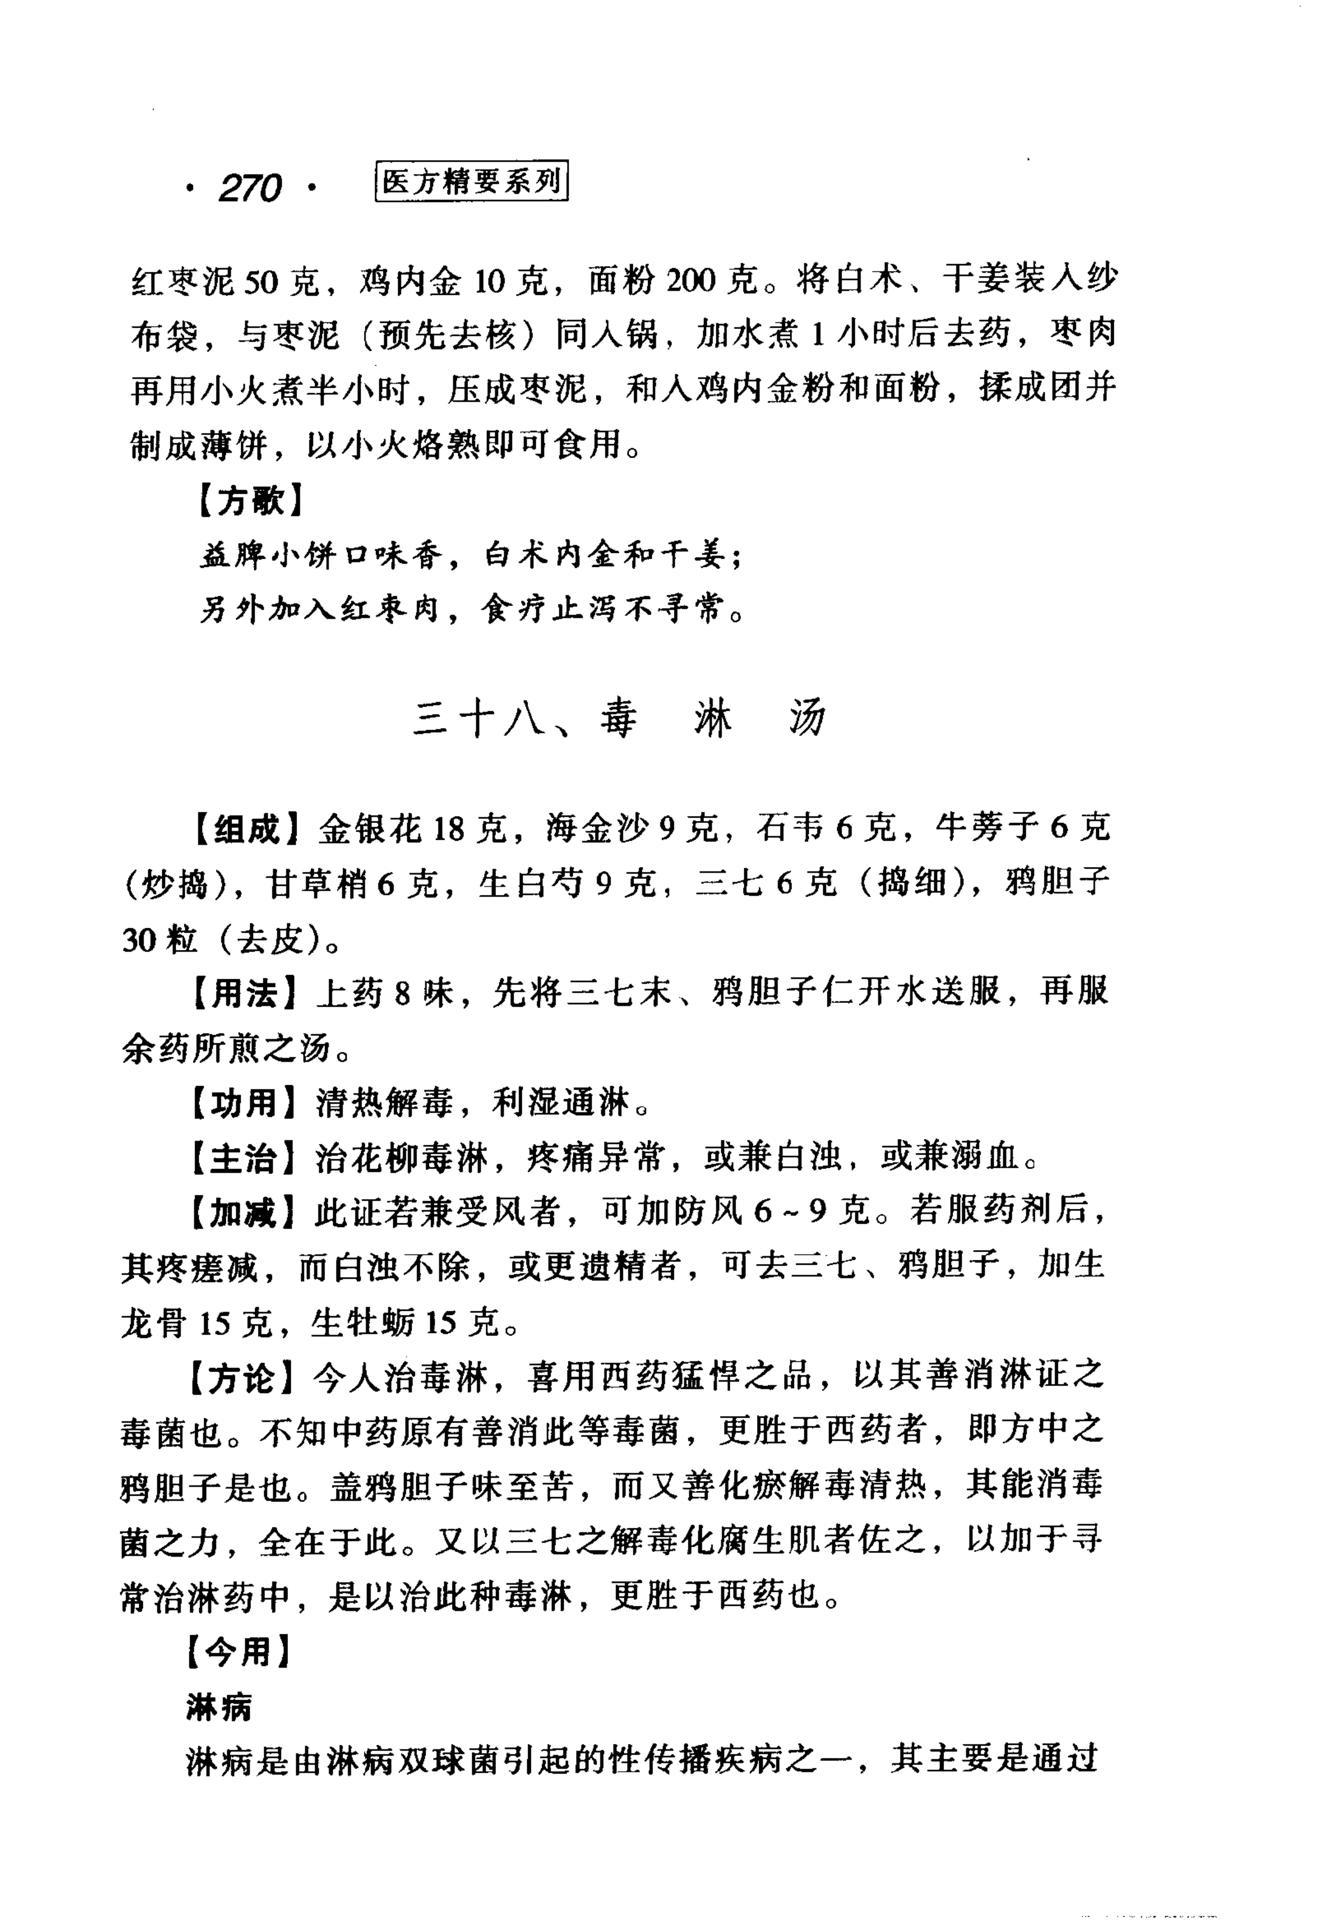 · 270 · 医方精要系列
红枣泥 50 克，鸡内金 10 克，面粉 200 克。将白术、干姜装入纱
布袋，与枣泥（预先去核）同入锅，加水煮 1 小时后去药，枣肉
再用小火煮半小时，压成枣泥，和入鸡内金粉和面粉，揉成团并
制成薄饼，以小火烙熟即可食用。
【方歌】
益脾小饼口味香，白术内金和干姜；
另外加入红枣肉，食疗止泻不寻常。
三十八、毒 淋 汤
【组成】金银花 18 克，海金沙 9 克，石韦 6 克，牛蒡子 6 克
(炒捣)，甘草梢 6 克，生白芍 9 克，三七 6 克（捣细)，鸦胆子
30 粒（去皮)。
【用法】上药 8 味，先将三七末、鸦胆子仁开水送服，再服
余药所煎之汤。
【功用】清热解毒，利湿通淋。
【主治】治花柳毒淋，疼痛异常，或兼白浊，或兼溺血。
【加减】此证若兼受风者，可加防风 6 ~ 9 克。若服药剂后，
其疼瘥减，而白浊不除，或更遗精者，可去三七、鸦胆子，加生
龙骨 15 克，生牡蛎 15 克。
【方论】今人治毒淋，喜用西药猛悍之品，以其善消淋证之
毒菌也。不知中药原有善消此等毒菌，更胜于西药者，即方中之
鸦胆子是也。盖鸦胆子味至苦，而又善化瘀解毒清热，其能消毒
菌之力，全在于此。又以三七之解毒化腐生肌者佐之，以加于寻
常治淋药中，是以治此种毒淋，更胜于西药也。
【今用】
淋病
淋病是由淋病双球菌引起的性传播疾病之一，其主要是通过